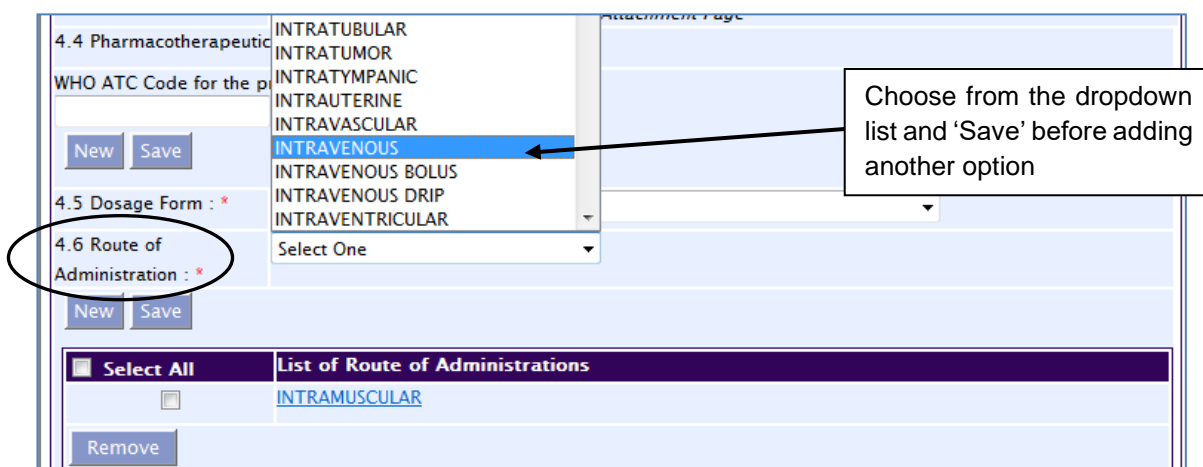 Attachment Page
4.4 Pharmacotherapeutic
INTRATUBULAR
INTRATUMOR
WHO ATC Code for the
INTRATYMPANIC
INTRAUTERINE
INTRAVASCULAR
INTRAVENOUS
INTRAVENOUS BOLUS
INTRAVENOUS DRIP
INTRAVENTRICULAR
New Save
Choose from the dropdown
list and ‘Save’ before adding
another option
4.5 Dosage Form : *
4.6 Route of
Administration : *
Select One
New Save
Select All List of Route of Administrations
INTRAMUSCULAR
Remove